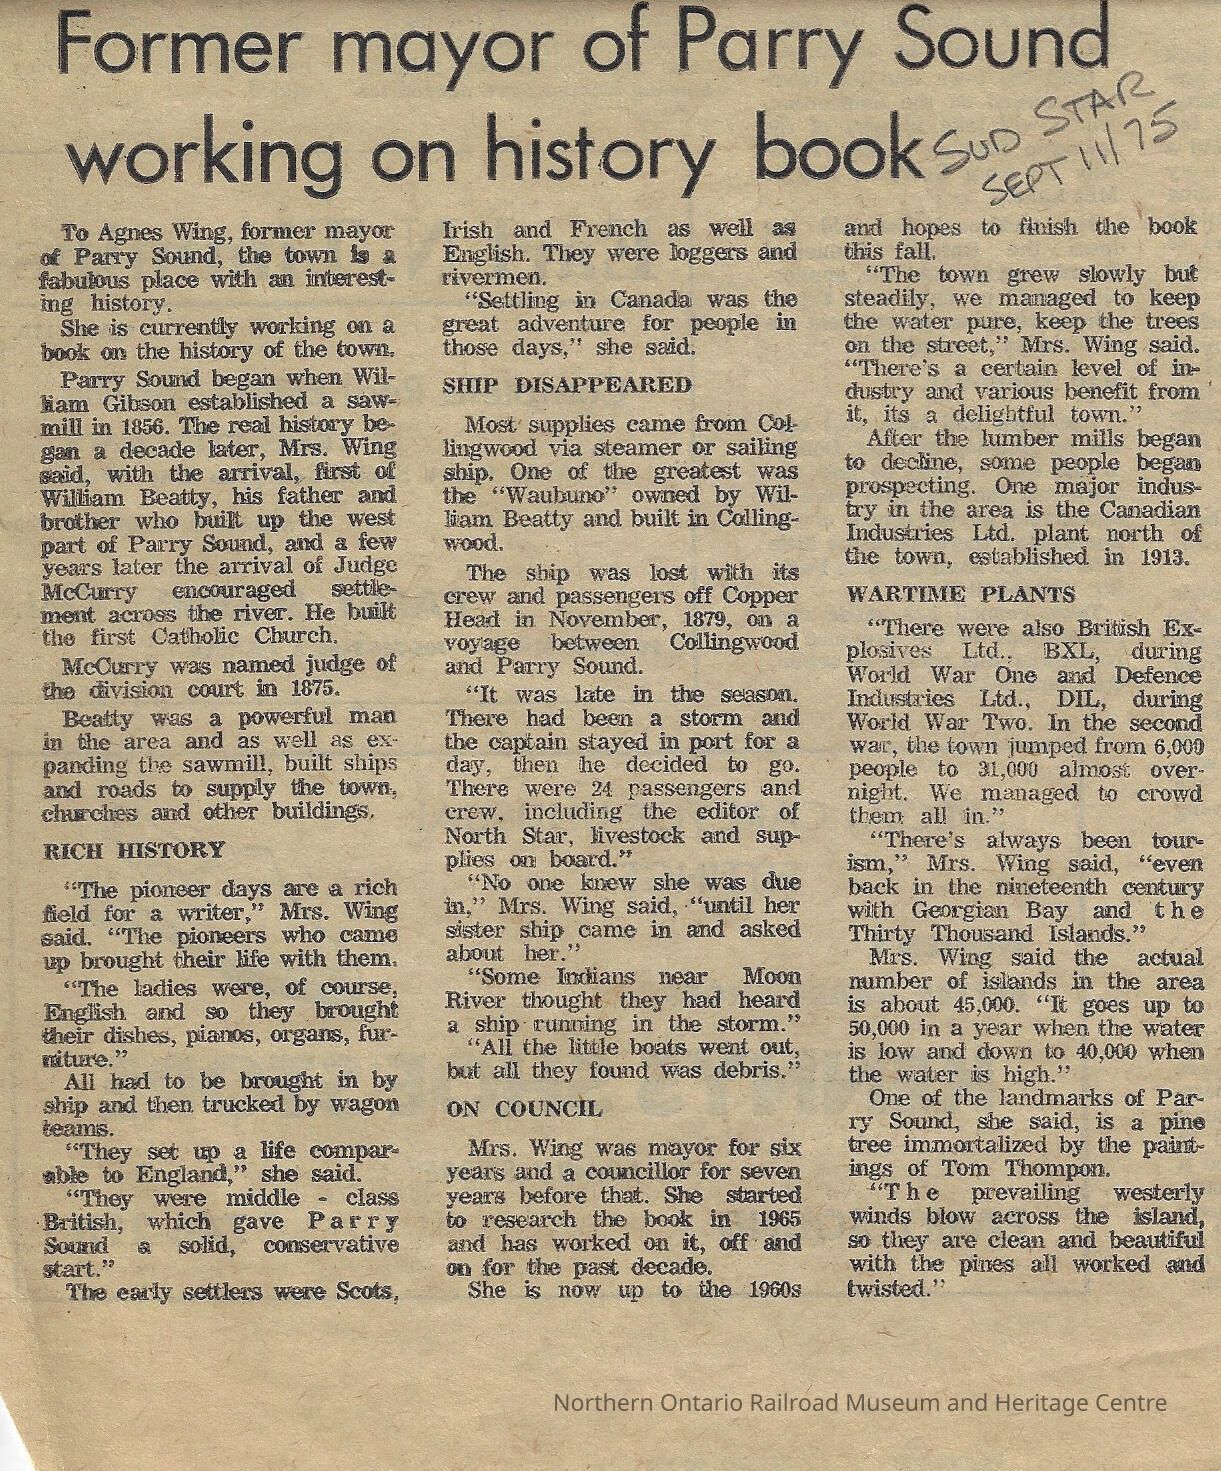 Former mayor of Parry Sound
working on history book
SUD STAR
SEPT 11/75
To Agnes Wing, former mayor
of Parry Sound, the town is a
fabulous place with an interest-
ing history.
She is currently working on a
book on the history of the town.
Parry Sound began when Wil-
liam Gibson established a saw-
mill in 1856. The real history be-
gan a decade later, Mrs. Wing
said, with the arrival, first of
William Beatty, his father and
brother who built up the west
part of Parry Sound, and a few
years later the arrival of Judge
McCurry encouraged settle-
ment across the river. He built
the first Catholic Church.
McCurry was named judge of
the division court in 1875.
Beatty was a powerful man
in the area and as well as ex-
panding the sawmill, built ships
and roads to supply the town,
churches and other buildings.
RICH HISTORY
"The pioneer days are a rich
field for a writer," Mrs. Wing
said. "The pioneers who came
up brought their life with them.
"The ladies were, of course,
English and so they brought
their dishes, pianos, organs, fur-
niture."
All had to be brought in by
ship and then trucked by wagon
teams.
"They set up a life compar-
able to England," she said.
"They were middle - class
British, which gave Parry
Sound a solid, conservative
start."
The early settlers were Scots,
Irish and French as well as
English. They were loggers and
rivermen.
"Settling in Canada was the
great adventure for people in
those days," she said.
SHIP DISAPPEARED
Most supplies came from Col-
lingwood via steamer or sailing
ship. One of the greatest was
the "Waubuno" owned by Wil-
liam Beatty and built in Colling-
wood.
The ship was lost with its
crew and passengers off Copper
Head in November, 1879, on a
voyage between Collingwood
and Parry Sound.
"It was late in the season.
There had been a storm and
the captain stayed in port for a
day, then he decided to go.
There were 24 passengers and
crew, including the editor of
North Star, livestock and sup-
plies on board."
"No one knew she was due
in," Mrs. Wing said, "until her
sister ship came in and asked
about her."
"Some Indians near Moon
River thought they had heard
a ship running in the storm."
"All the little boats went out,
but all they found was debris."
ON COUNCIL
Mrs. Wing was mayor for six
years and a councillor for seven
years before that. She started
to research the book in 1965
and has worked on it, off and
on for the past decade.
She is now up to the 1960s
and hopes to finish the book
this fall.
"The town grew slowly but
steadily, we managed to keep
the water pure, keep the trees
on the street," Mrs. Wing said.
"There's a certain level of in-
dustry and various benefit from
it, its a delightful town."
After the lumber mills began
to decline, some people began
prospecting. One major indus-
try in the area is the Canadian
Industries Ltd. plant north of
the town, established in 1913.
WARTIME PLANTS
"There were also British Ex-
plosives Ltd., BXL, during
World War One and Defence
Industries Ltd., DIL, during
World War Two. In the second
war, the town jumped from 6,000
people to 31,000 almost over-
night. We managed to crowd
them all in."
"There's always been tour-
ism," Mrs. Wing said, "even
back in the nineteenth century
with Georgian Bay and the
Thirty Thousand Islands."
Mrs. Wing said the actual
number of islands in the area
is about 45,000. "It goes up to
50,000 in a year when the water
is low and down to 40,000 when
the water is high."
One of the landmarks of Par-
ry Sound, she said, is a pine
tree immortalized by the paint-
ings of Tom Thompon.
"The prevailing westerly
winds blow across the island,
so they are clean and beautiful
with the pines all worked and
twisted."
Northern Ontario Railroad Museum and Heritage Centre